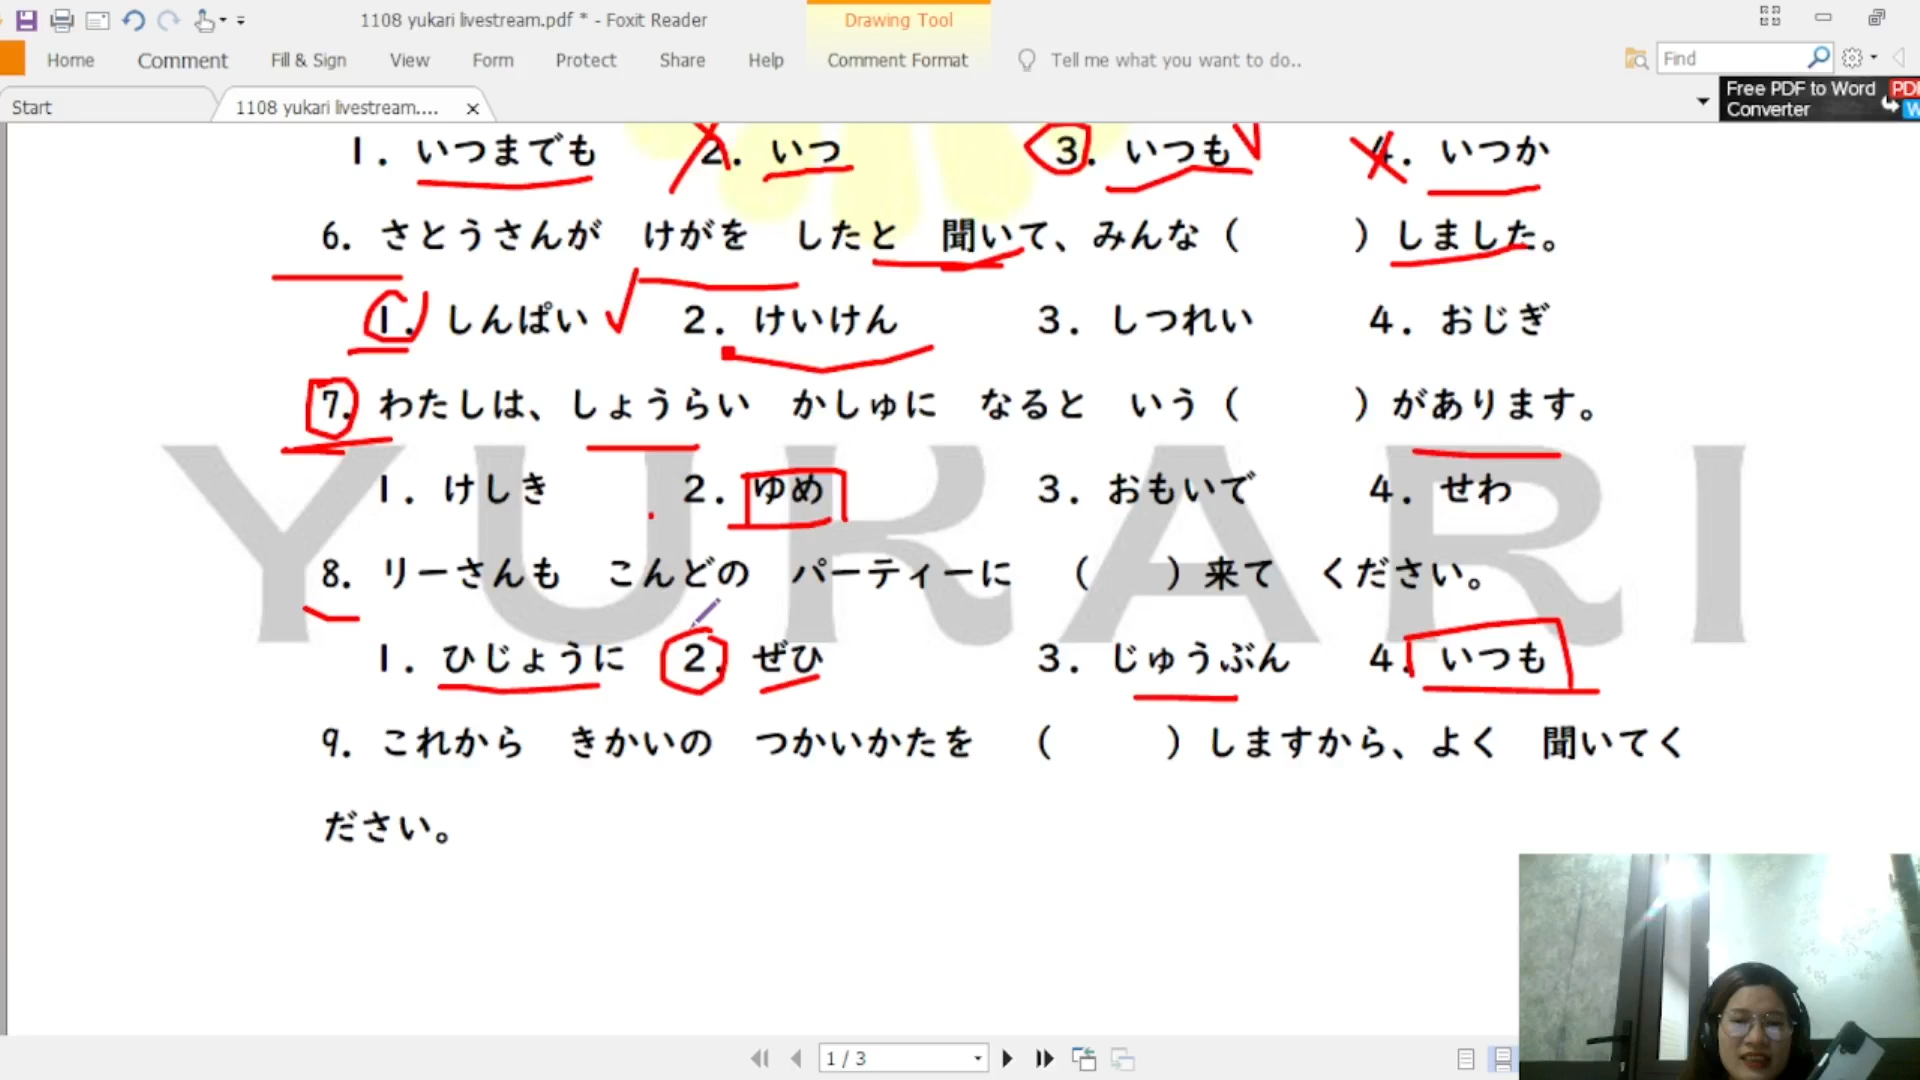 1108 yukari livestream.pdf * - Foxit Reader
Drawing Tool
Home Comment Fill & Sign View Form Protect Share Help Comment Format Tell me what you want to do.. Find
Start 1108 yukari livestream....
Free PDF to Word
Converter
1. いつまでも 2. いつ 3. いつも 4. いつか
6. さとうさんが けがを したと 聞いて、みんな ( ) しました。
1. しんぱい 2. けいけん 3. しつれい 4. おじぎ
7. わたしは、しょうらい かしゅに なると いう ( ) があります。
1. けしき 2. ゆめ 3. おもいで 4. せわ
8. リーさんも こんどの パーティーに ( ) 来て ください。
1. ひじょうに 2. ぜひ 3. じゅうぶん 4. いつも
9. これから きかいの つかいかたを ( ) しますから、よく 聞いてく
ださい。
YUKARI
1 / 3